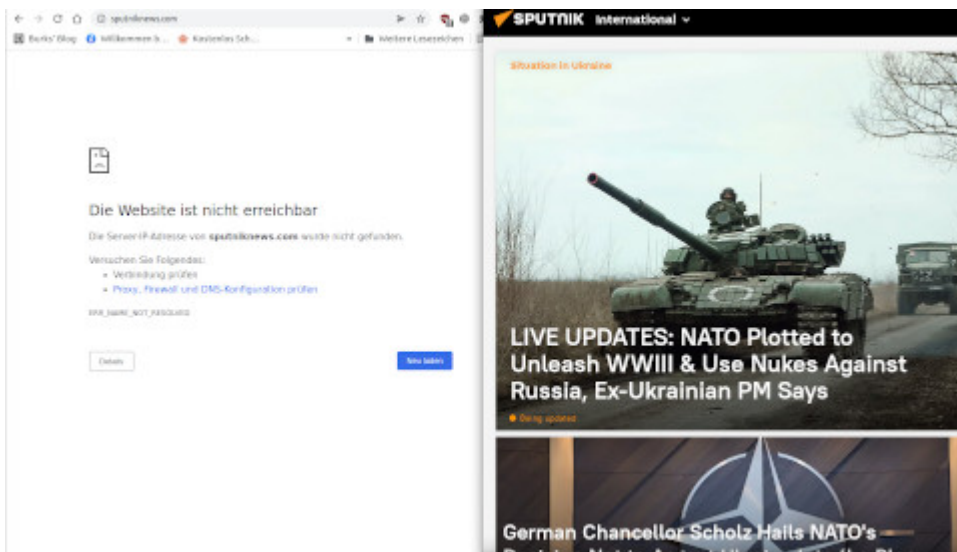 sputniknews.com
Burks' Blog
Willkommen b...
Kostenlos Sch...
»
Weitere Lesezeichen
Die Website ist nicht erreichbar
Die Server-IP-Adresse von sputniknews.com wurde nicht gefunden.
Versuchen Sie Folgendes:
• Verbindung prüfen
• Proxy, Firewall und DNS-Konfiguration prüfen
ERR_NAME_NOT_RESOLVED
Details
Neu laden
SPUTNIK International
Situation in Ukraine
LIVE UPDATES: NATO Plotted to
Unleash WWIII & Use Nukes Against
Russia, Ex-Ukrainian PM Says
Being updated
German Chancellor Scholz Hails NATO's